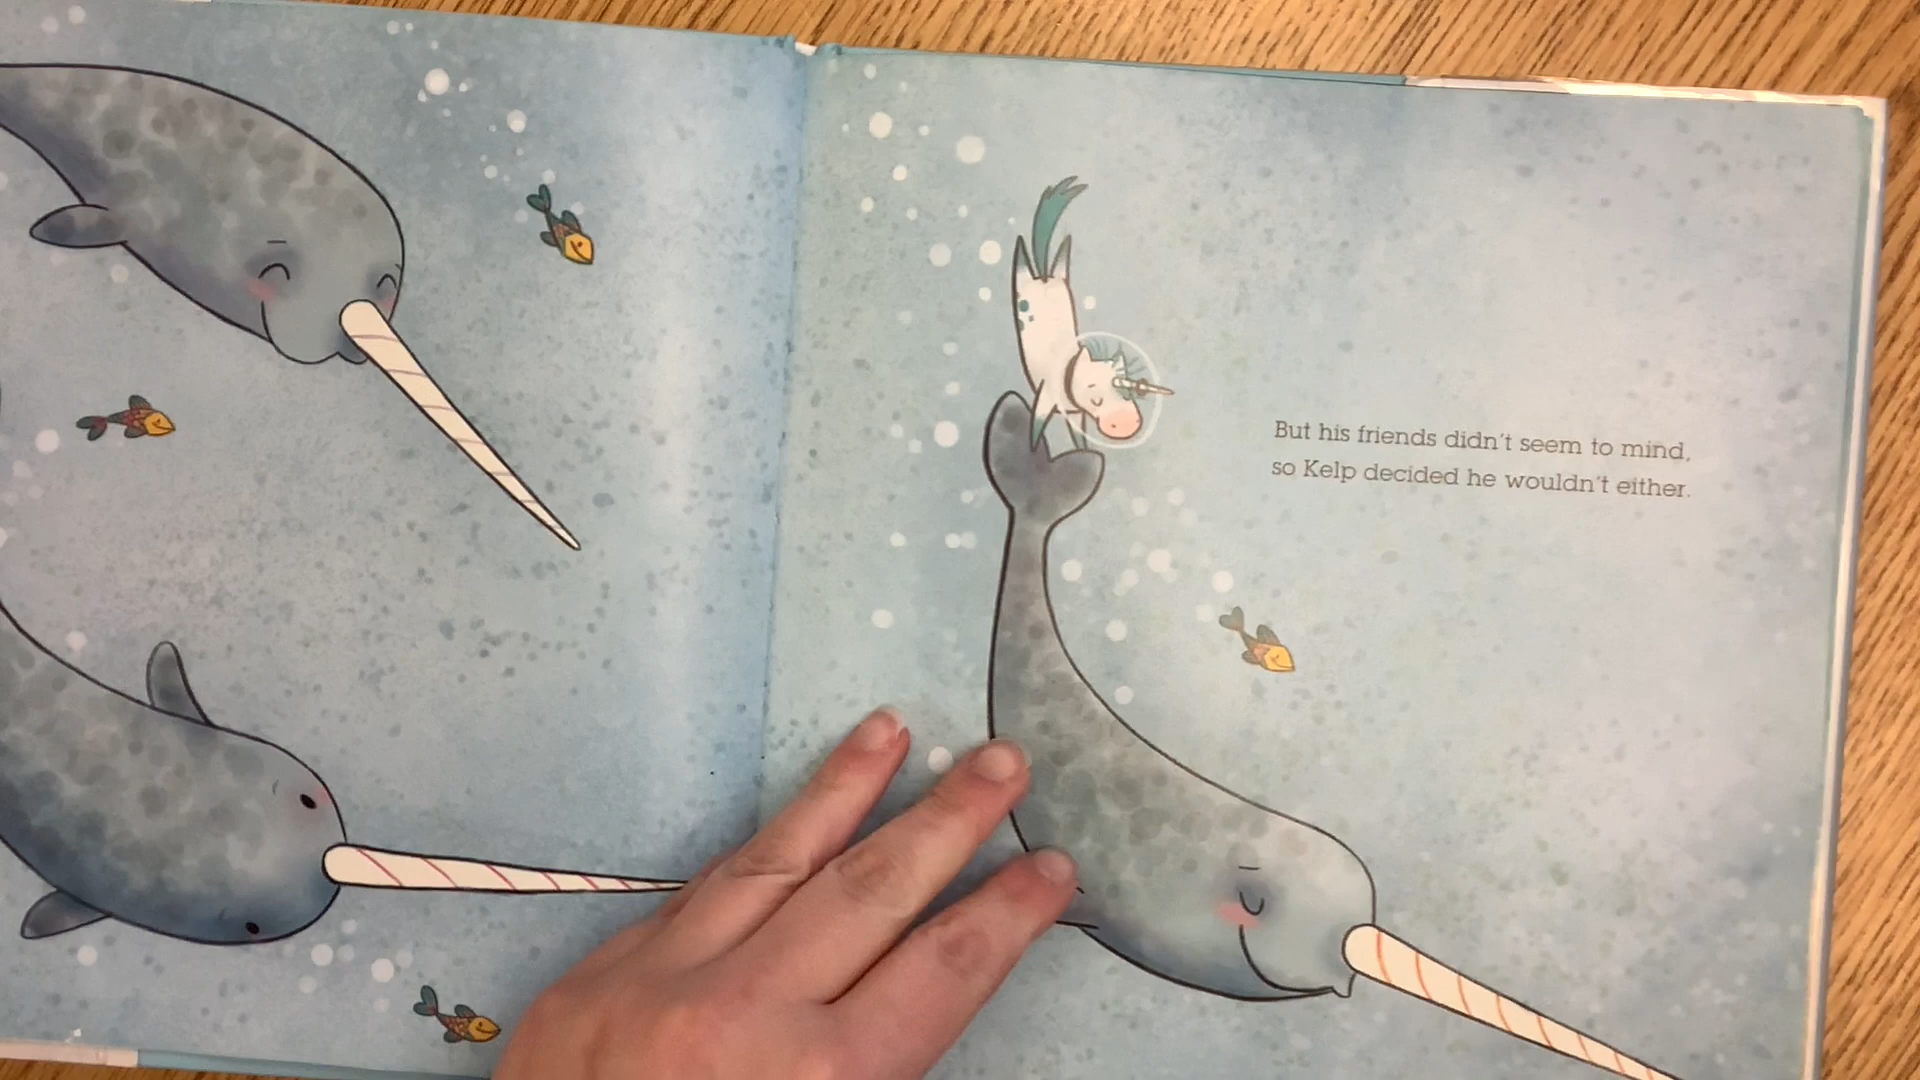 But his friends didn't seem to mind,
so Kelp decided he wouldn't either.